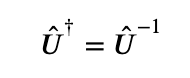 Û† = Û⁻¹